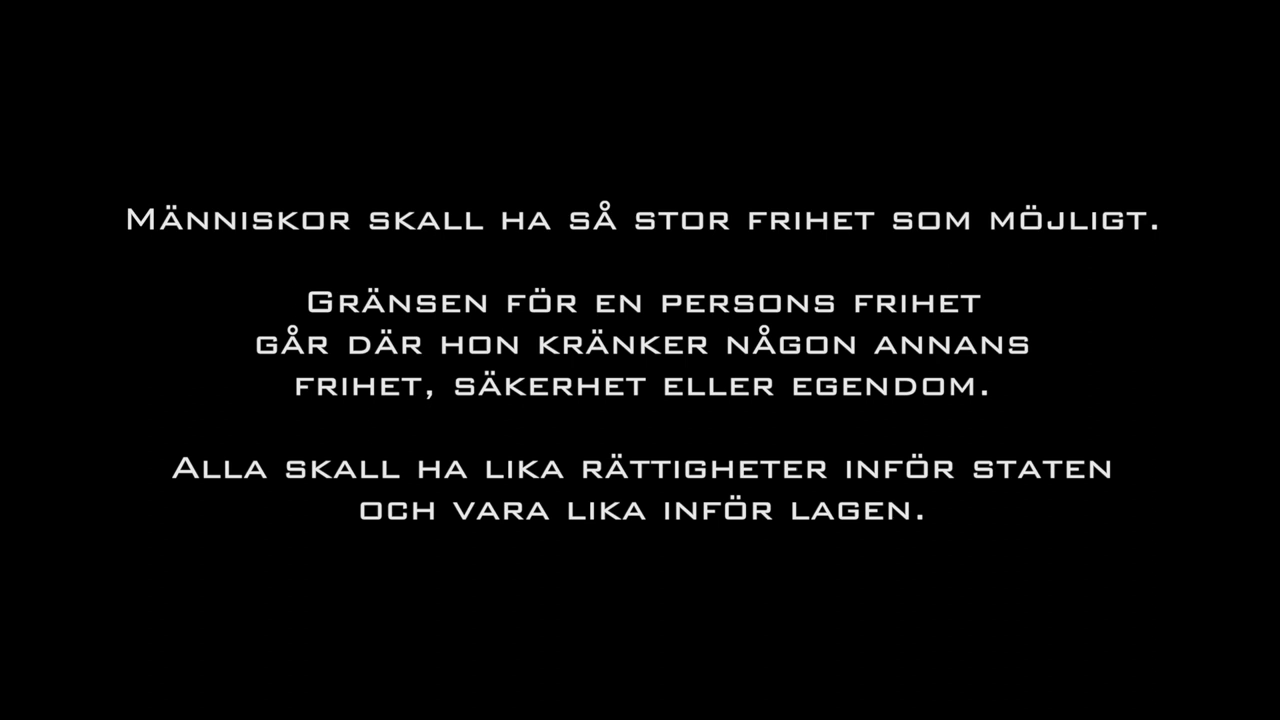 Människor skall ha så stor frihet som möjligt.
Gränsen för en persons frihet
går där hon kränker någon annans
frihet, säkerhet eller egendom.
Alla skall ha lika rättigheter inför staten
och vara lika inför lagen.